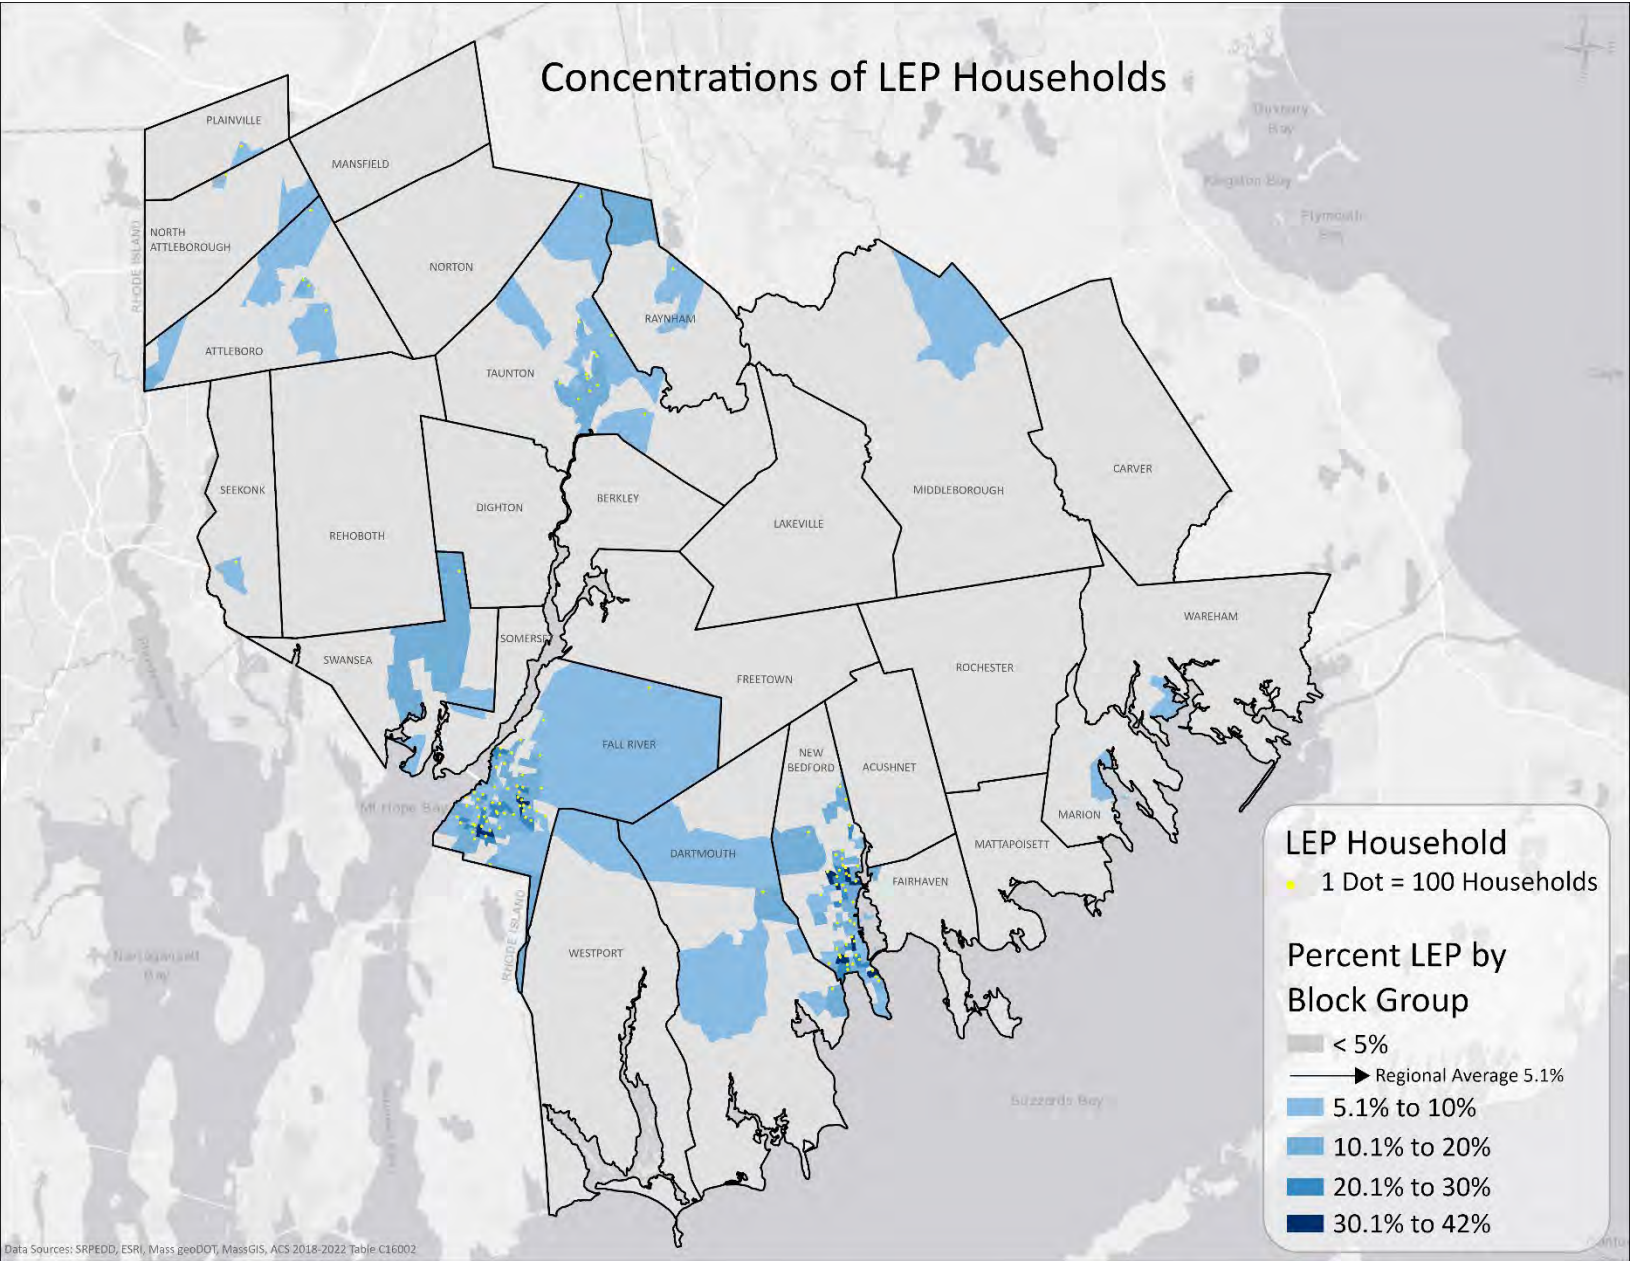 Concentrations of LEP Households
Duxbury
Bay
Kingston Bay
Plymouth
Bay
PLAINVILLE
MANSFIELD
RHODE ISLAND
NORTH
ATTLEBOROUGH
NORTON
RAYNHAM
ATTLEBORO
TAUNTON
CARVER
SEEKONK
MIDDLEBOROUGH
BERKLEY
DIGHTON
LAKEVILLE
REHOBOTH
WAREHAM
SOMERSE
SWANSEA
ROCHESTER
FREETOWN
FALL RIVER
NEW
BEDFORD
ACUSHNET
Mt Hope Bay
MARION
MATTAPOISETT
DARTMOUTH
FAIRHAVEN
RHODE ISLAND
WESTPORT
Narragansett
Bay
Buzzards Bay
LEP Household
1 Dot = 100 Households
Percent LEP by
Block Group
< 5%
Regional Average 5.1%
5.1% to 10%
10.1% to 20%
20.1% to 30%
30.1% to 42%
Data Sources: SRPEDD, ESRI, Mass geoDOT, MassGIS, ACS 2018-2022 Table C16002